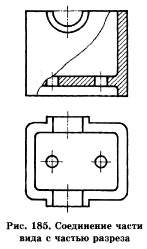 Рис. 185. Соединение части
вида с частью разреза